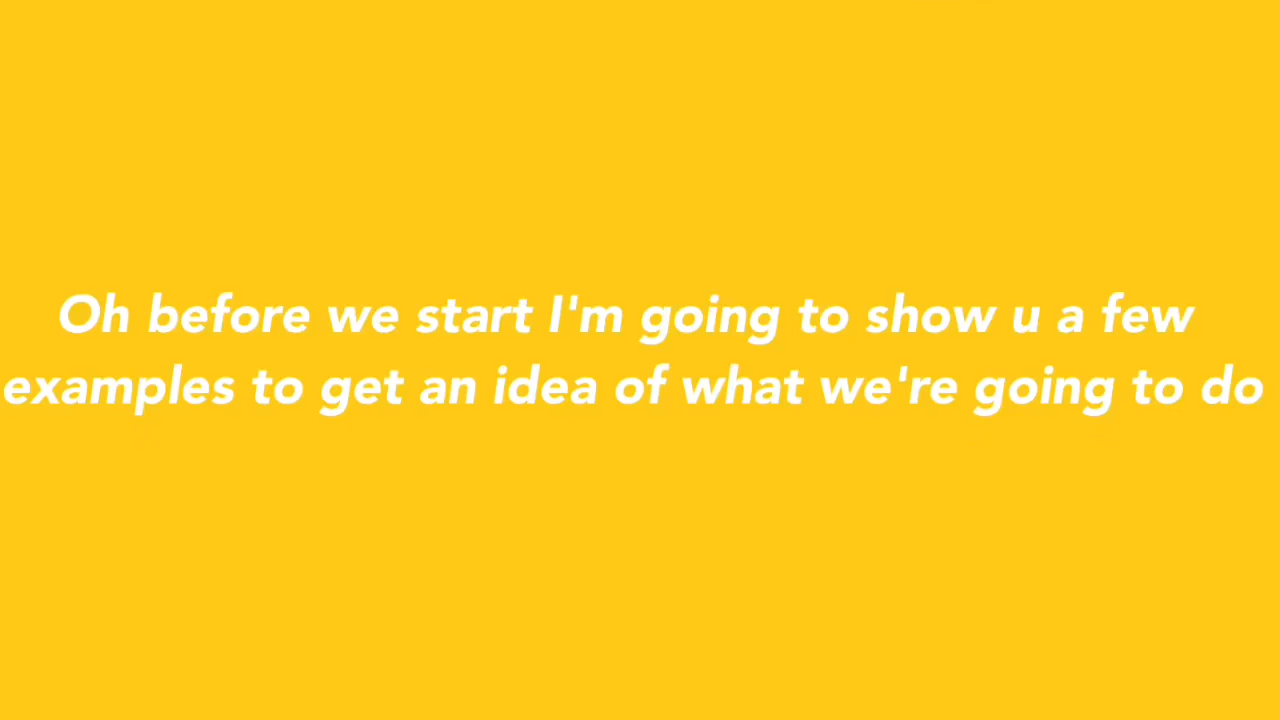 Oh before we start I'm going to show u a few
examples to get an idea of what we're going to do